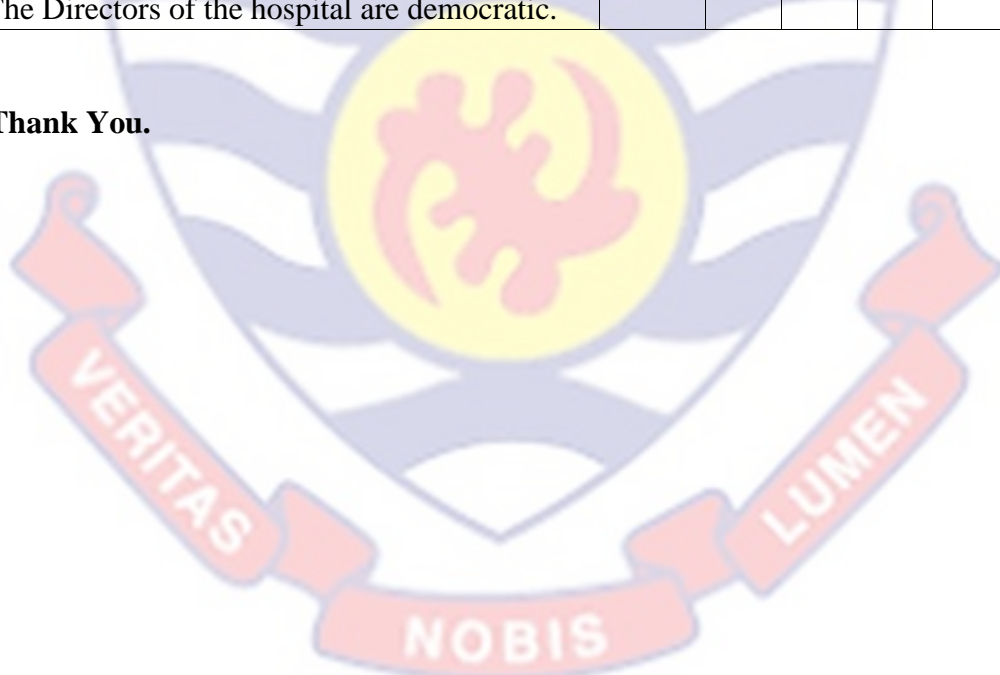 The Directors of the hospital are democratic.
Thank You.
VERITAS
NOBIS
LUMEN